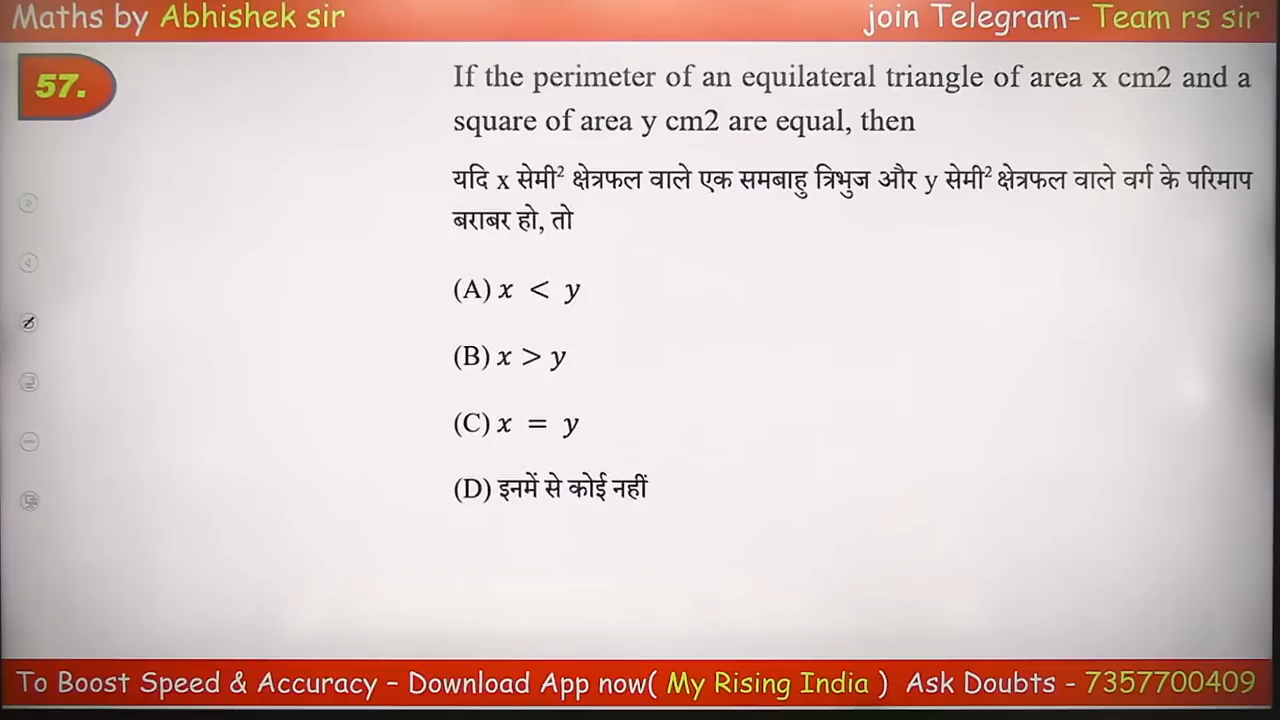 Maths by Abhishek sir
join Telegram- Team rs sir
57.
If the perimeter of an equilateral triangle of area x cm2 and a
square of area y cm2 are equal, then
यदि x सेमी² क्षेत्रफल वाले एक समबाहु त्रिभुज और y सेमी² क्षेत्रफल वाले वर्ग के परिमाप
बराबर हो, तो
(A) x < y
(B) x > y
(C) x = y
(D) इनमें से कोई नहीं
To Boost Speed & Accuracy – Download App now( My Rising India ) Ask Doubts - 7357700409